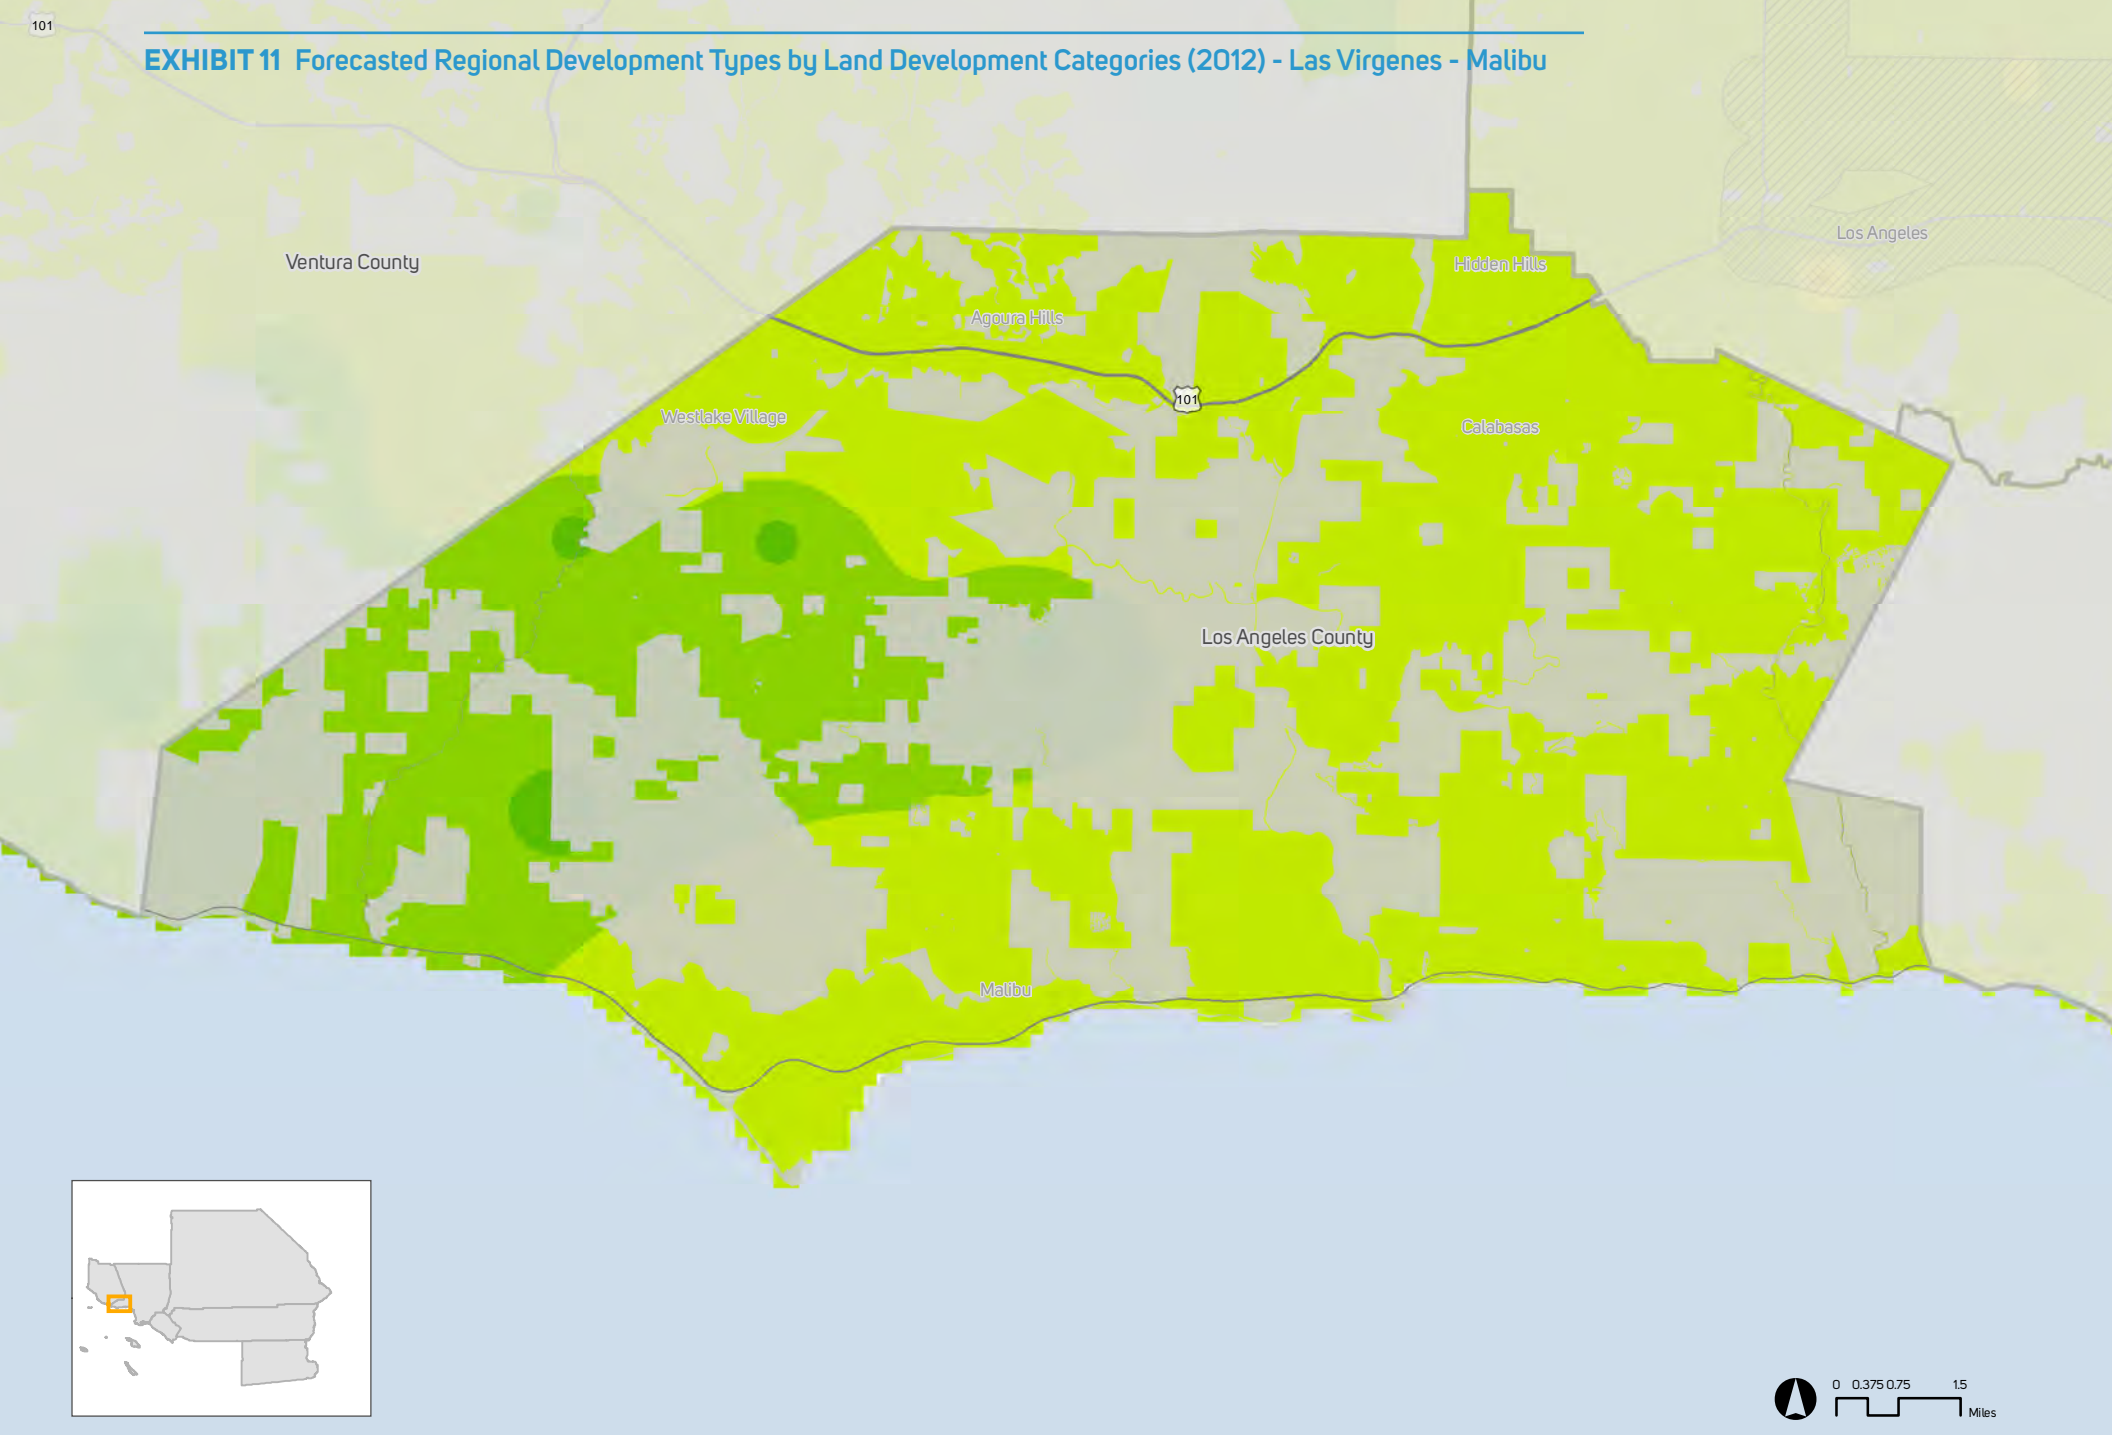 101
EXHIBIT 11 Forecasted Regional Development Types by Land Development Categories (2012) - Las Virgenes - Malibu
Los Angeles
Ventura County
Hidden Hills
Agoura Hills
101
Westlake Village
Calabasas
Los Angeles County
Malibu
0 0.375 0.75 1.5
Miles